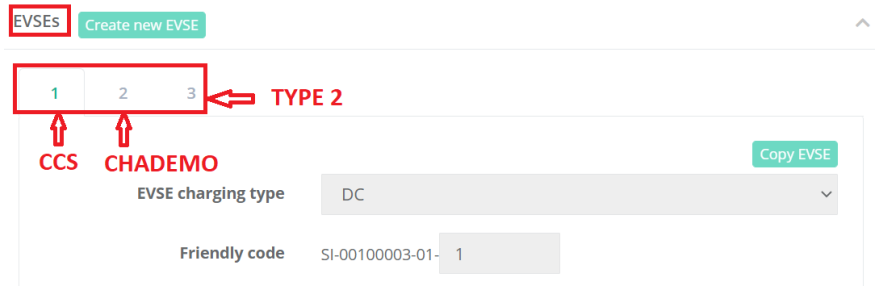 EVSEs Create new EVSE
1 2 3 TYPE 2
CCS CHADEMO
Copy EVSE
EVSE charging type DC
Friendly code SI-00100003-01- 1